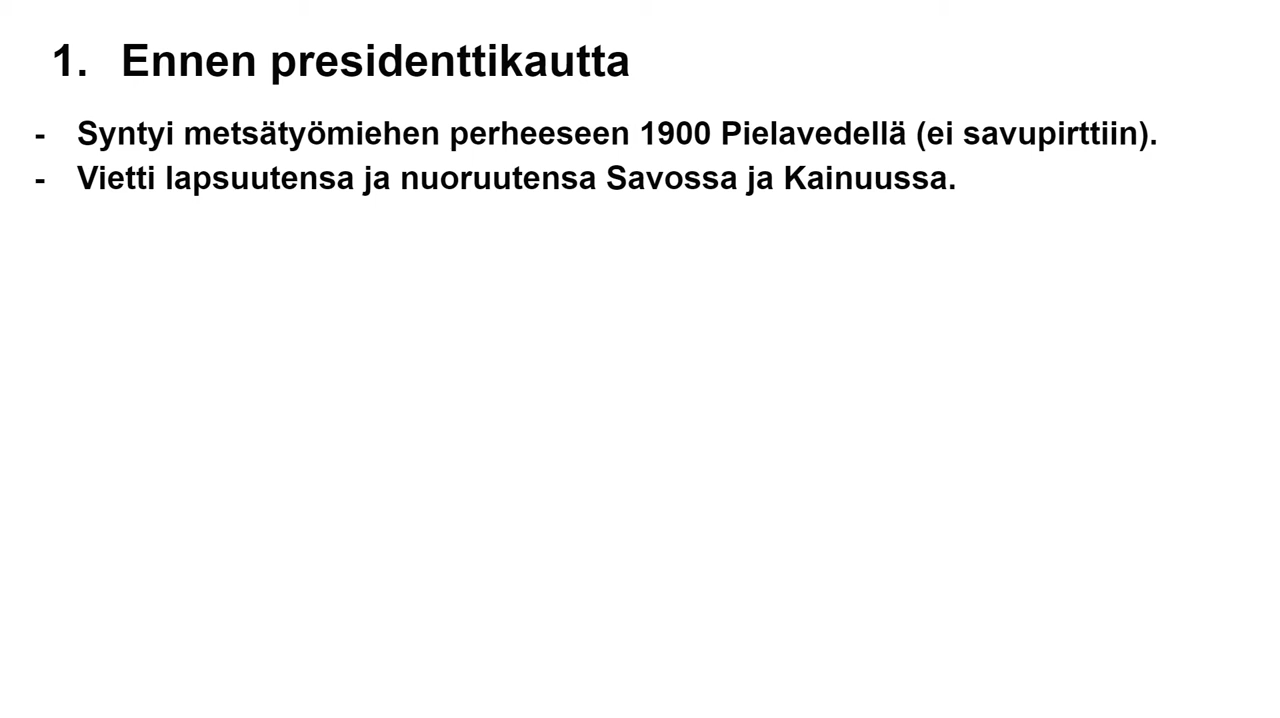 1. Ennen presidenttikautta
- Syntyi metsätyömiehen perheeseen 1900 Pielavedellä (ei savupirttiin).
- Vietti lapsuutensa ja nuoruutensa Savossa ja Kainuussa.